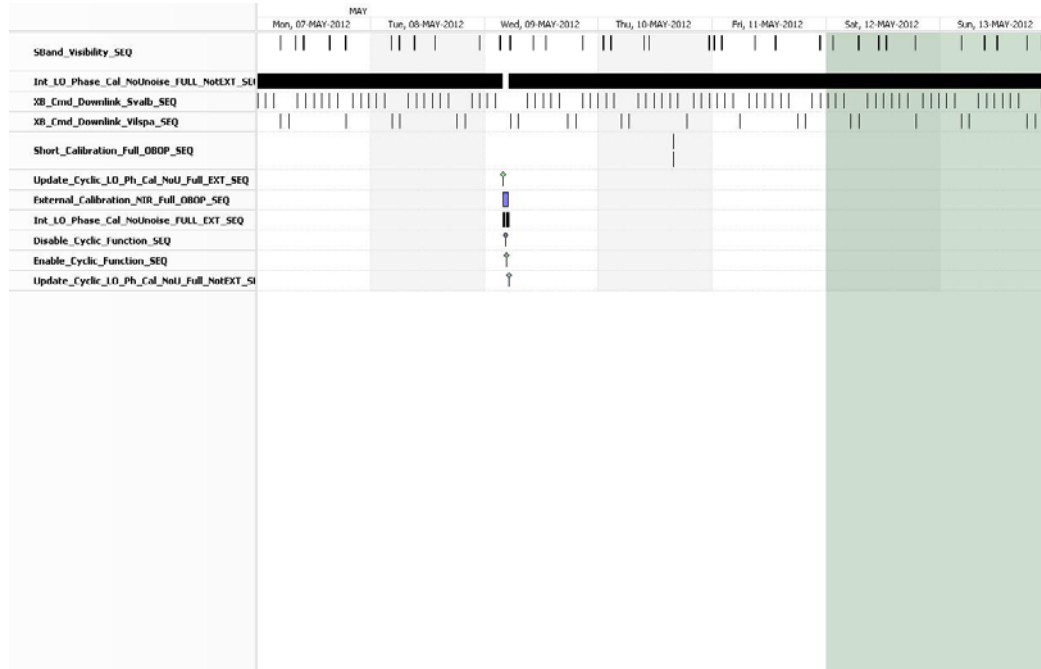 MAY
Mon, 07-MAY-2012 Tue, 08-MAY-2012 Wed, 09-MAY-2012 Thu, 10-MAY-2012 Fri, 11-MAY-2012 Sat, 12-MAY-2012 Sun, 13-MAY-2012
SBand_Visibility_SEQ
Int_LO_Phase_Cal_NoUnoise_FULL_NotEXT_SE
XB_Cmd_Downlink_Svalb_SEQ
XB_Cmd_Downlink_Vilspa_SEQ
Short_Calibration_Full_OBOP_SEQ
Update_Cyclic_LO_Ph_Cal_NoU_Full_EXT_SEQ
External_Calibration_NIR_Full_OBOP_SEQ
Int_LO_Phase_Cal_NoUnoise_FULL_EXT_SEQ
Disable_Cyclic_Function_SEQ
Enable_Cyclic_Function_SEQ
Update_Cyclic_LO_Ph_Cal_NoU_Full_NotEXT_SI